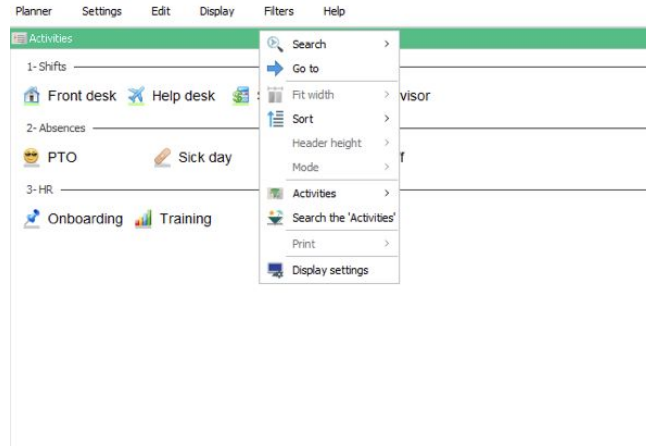 Planner Settings Edit Display Filters Help
Activities
1- Shifts
Front desk Help desk visor
2- Absences
PTO Sick day
3- HR
Onboarding Training
Search
Go to
Fit width
Sort
Header height
Mode
Activities
Search the 'Activities'
Print
Display settings